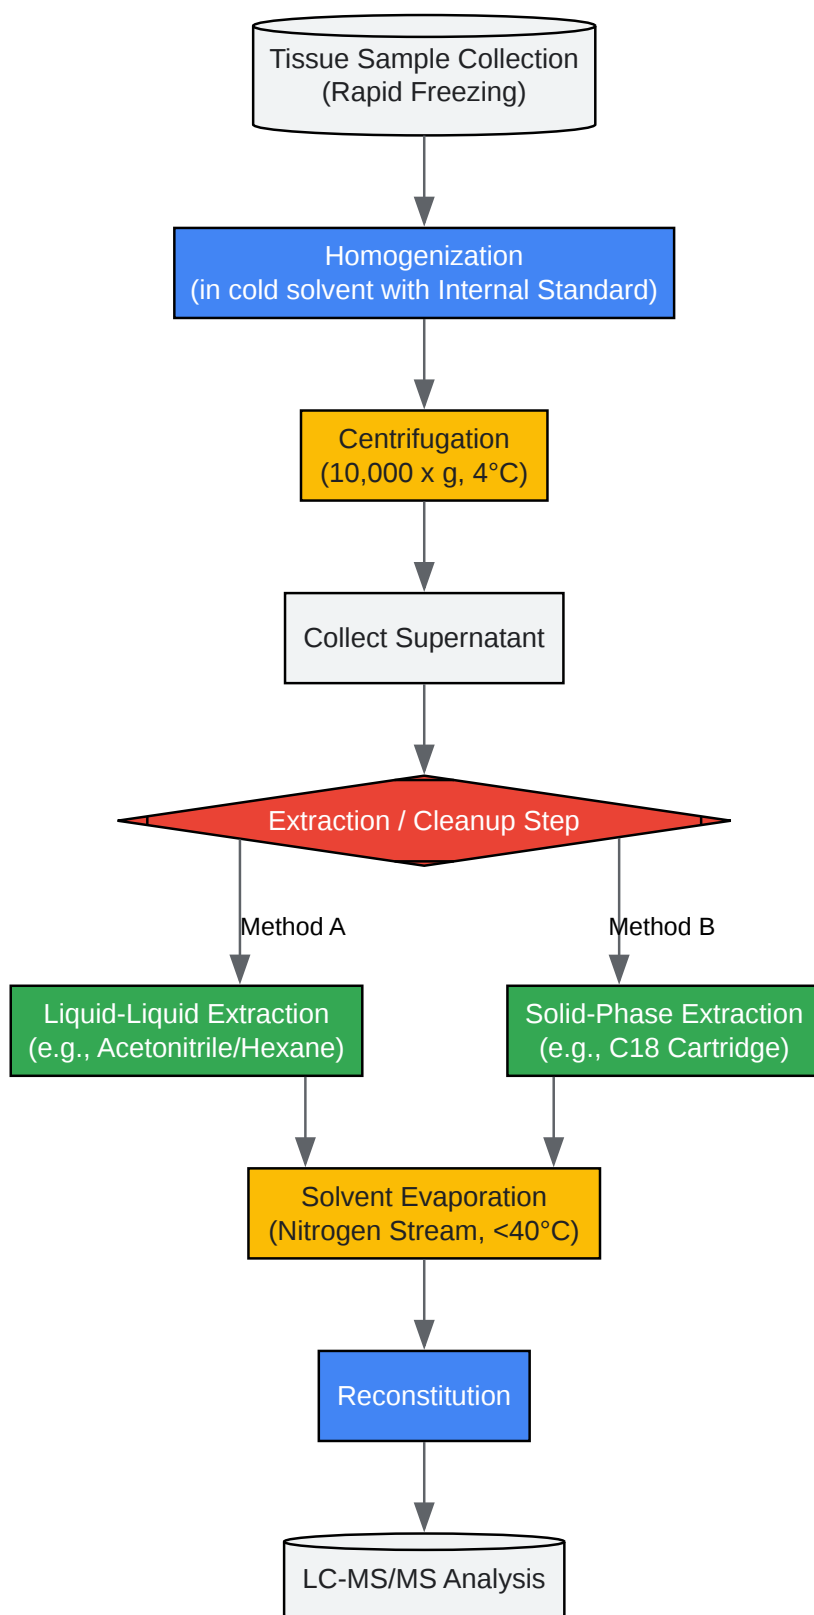 Tissue Sample Collection
(Rapid Freezing)
Homogenization
(in cold solvent with Internal Standard)
Centrifugation
(10,000 x g, 4°C)
Collect Supernatant
Extraction / Cleanup Step
Method A
Method B
Liquid-Liquid Extraction
(e.g., Acetonitrile/Hexane)
Solid-Phase Extraction
(e.g., C18 Cartridge)
Solvent Evaporation
(Nitrogen Stream, <40°C)
Reconstitution
LC-MS/MS Analysis